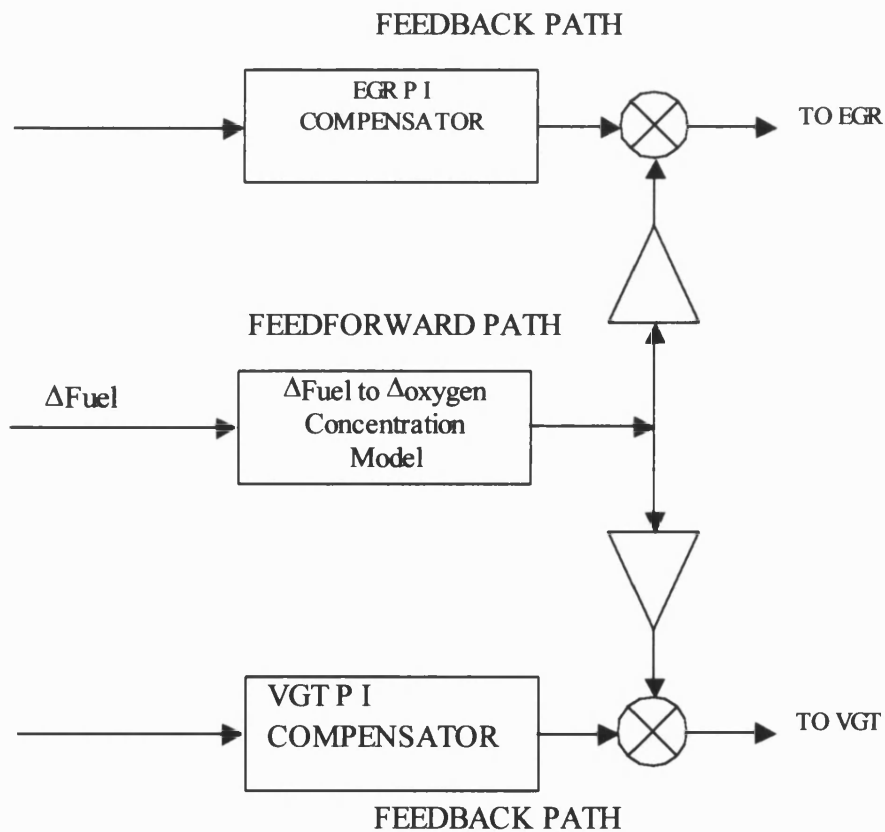 FEEDBACK PATH
EGR P I
COMPENSATOR
TO EGR
FEEDFORWARD PATH
ΔFuel
ΔFuel to Δoxygen
Concentration
Model
VGT P I
COMPENSATOR
TO VGT
FEEDBACK PATH